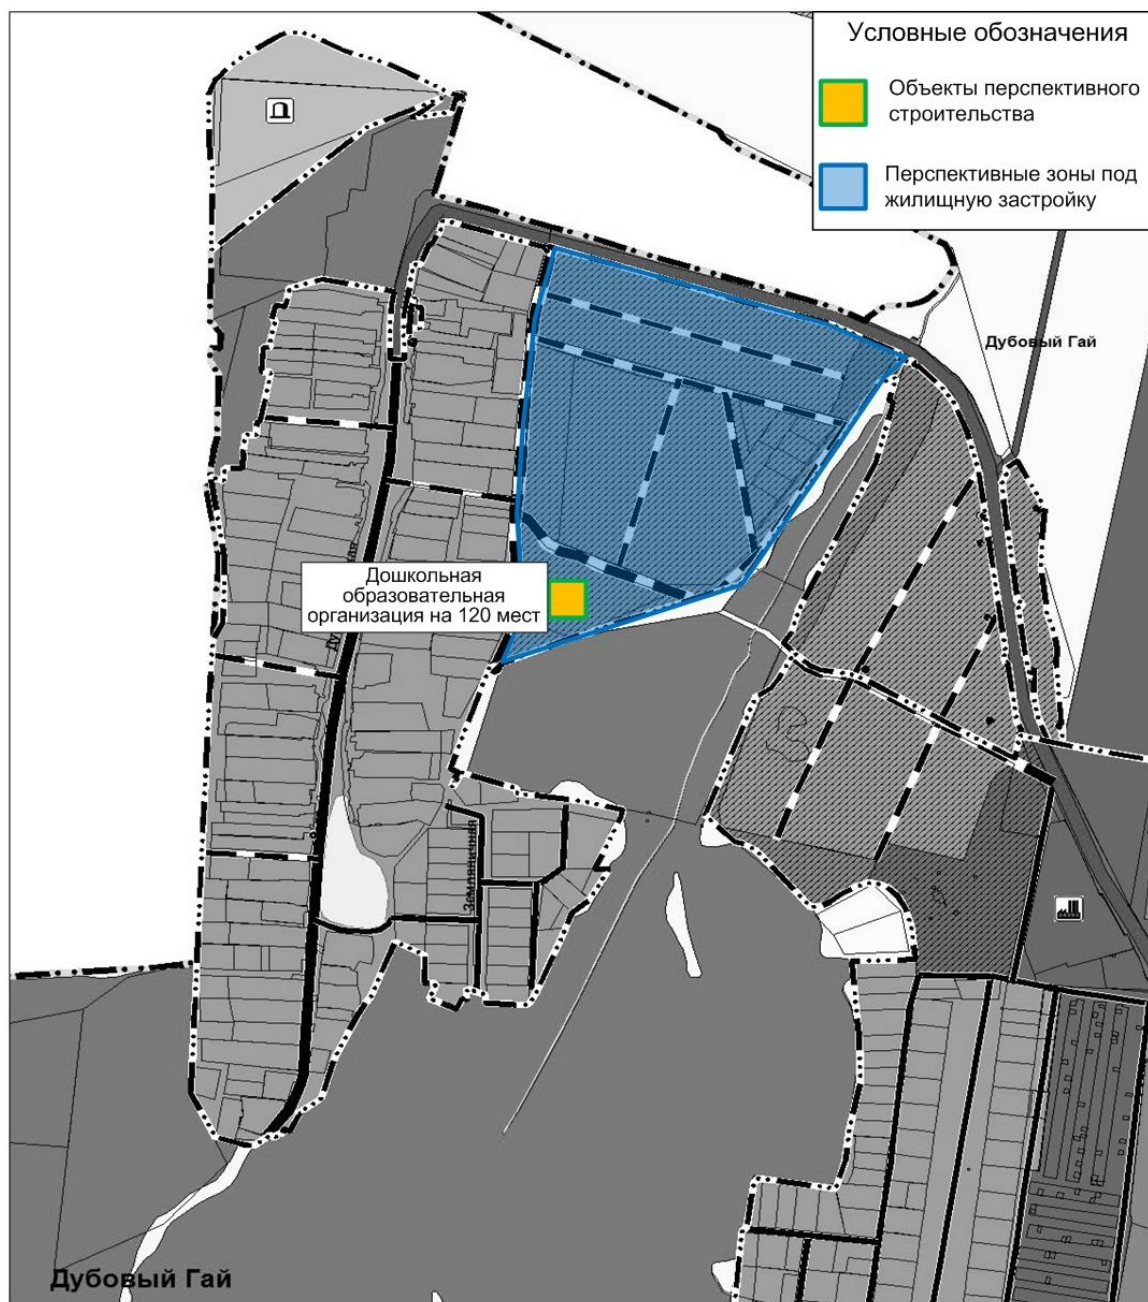 Условные обозначения
Объекты перспективного
строительства
Перспективные зоны под
жилищную застройку
Дубовый Гай
Дошкольная
образовательная
организация на 120 мест
Земляничная
Дубовый Гай